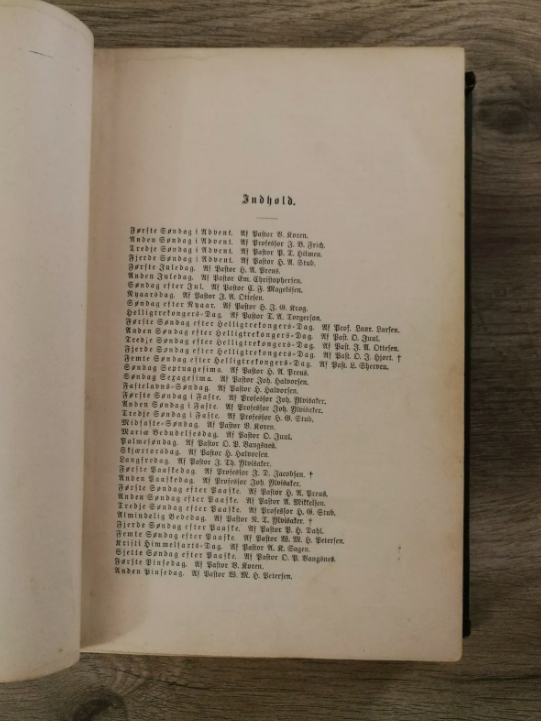 Indhold.
Første Søndag i Advent. Af Pastor V. Koren.
Anden Søndag i Advent. Af Professor J. B. Frich.
Tredje Søndag i Advent. Af Pastor P. T. Hilmen.
Fjerde Søndag i Advent. Af Pastor H. A. Stub.
Første Juledag. Af Pastor H. A. Preus.
Anden Juledag. Af Pastor Em. Christophersen.
Søndag efter Jul. Af Pastor C. F. Magelssen.
Nyaarsdag. Af Pastor J. A. Ottesen.
Søndag efter Nyaar. Af Pastor H. J. G. Krog.
Helligtrekongers-Dag. Af Pastor T. A. Torgerson.
Første Søndag efter Helligtrekongers-Dag. Af Prof. Laur. Larsen.
Anden Søndag efter Helligtrekongers-Dag. Af Past. O. Juul.
Tredje Søndag efter Helligtrekongers-Dag. Af Past. J. A. Ottesen.
Fjerde Søndag efter Helligtrekongers-Dag. Af Past. O. J. Hjort. †
Femte Søndag efter Helligtrekongers-Dag. Af Past. L. Sherven.
Søndag Septuagesima. Af Pastor H. A. Preus.
Søndag Sexagesima. Af Pastor Joh. Halvorsen.
Fastelavns-Søndag. Af Pastor H. Halvorsen.
Første Søndag i Faste. Af Professor Joh. Ylvisaker.
Anden Søndag i Faste. Af Professor Joh. Ylvisaker.
Tredje Søndag i Faste. Af Professor H. G. Stub.
Midfaste-Søndag. Af Pastor V. Koren.
Mariæ Bebudelsesdag. Af Pastor O. Juul.
Palmesøndag. Af Pastor O. P. Vangsnes.
Skjærtorsdag. Af Pastor H. Halvorsen.
Langfredag. Af Pastor J. Th. Ylvisaker.
Første Paaskedag. Af Professor J. D. Jacobsen. †
Anden Paaskedag. Af Professor Joh. Ylvisaker.
Første Søndag efter Paaske. Af Pastor H. A. Preus.
Anden Søndag efter Paaske. Af Pastor A. Mikkelsen.
Tredje Søndag efter Paaske. Af Professor H. G. Stub.
Almindelig Bededag. Af Pastor N. T. Ylvisaker. †
Fjerde Søndag efter Paaske. Af Pastor P. H. Dahl.
Femte Søndag efter Paaske. Af Pastor W. M. H. Petersen.
Kristi Himmelfarts-Dag. Af Pastor A. K. Sagen.
Sjette Søndag efter Paaske. Af Pastor O. P. Vangsnes.
Første Pinsedag. Af Pastor V. Koren.
Anden Pinsedag. Af Pastor W. M. H. Petersen.